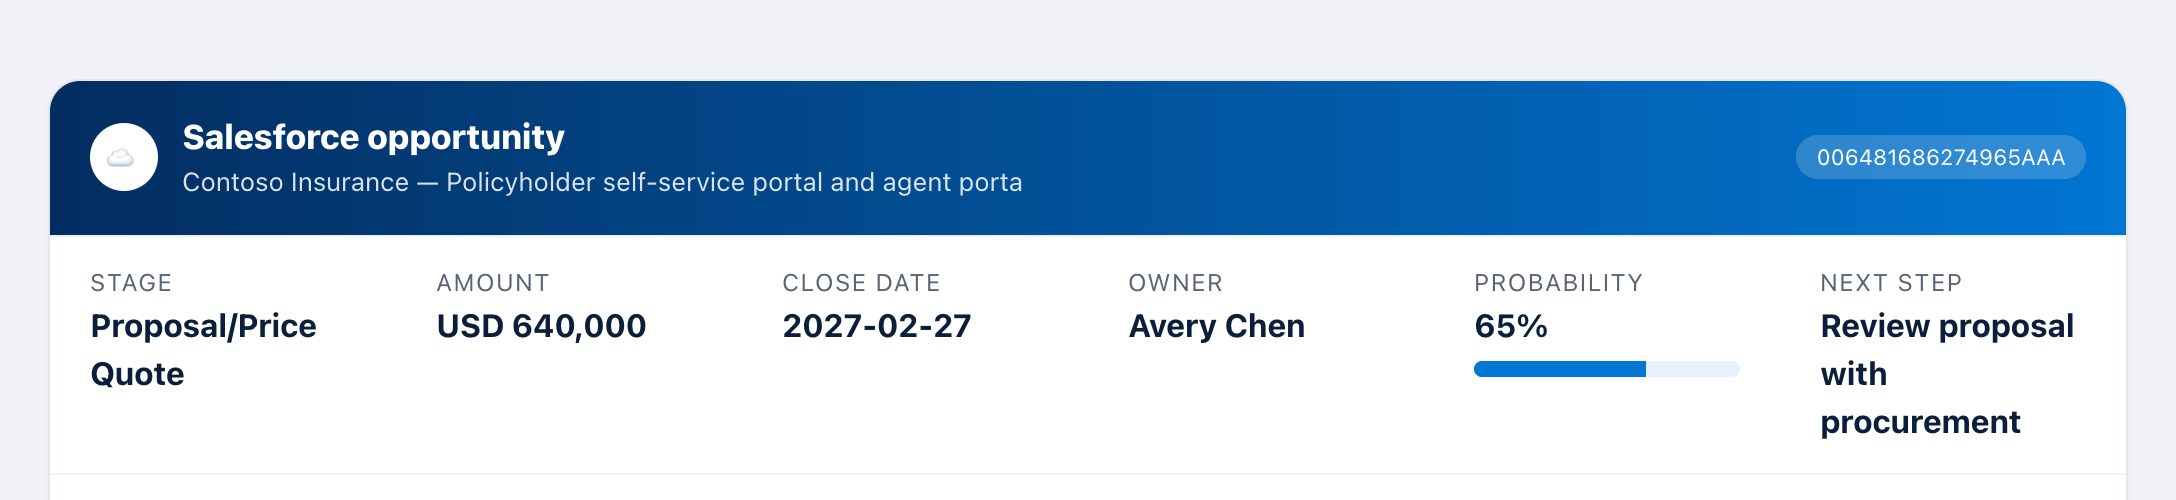 Salesforce opportunity
Contoso Insurance — Policyholder self-service portal and agent porta
006481686274965AAA
STAGE
Proposal/Price
Quote
AMOUNT
USD 640,000
CLOSE DATE
2027-02-27
OWNER
Avery Chen
PROBABILITY
65%
NEXT STEP
Review proposal
with
procurement